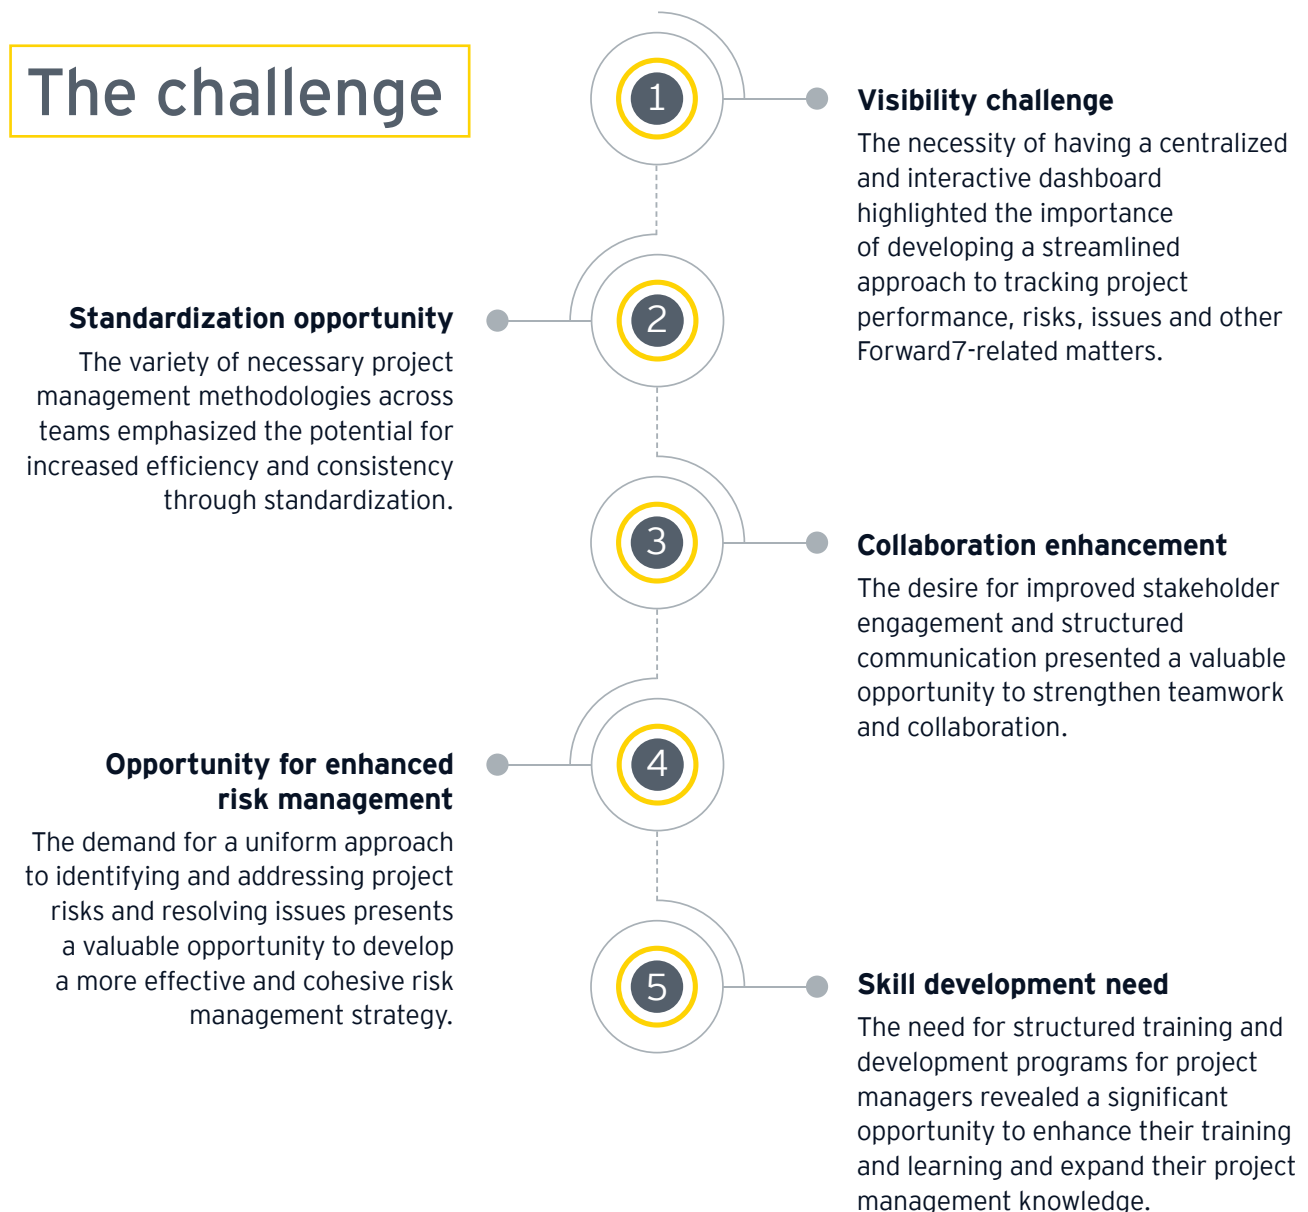 The challenge
1
Visibility challenge
The necessity of having a centralized
and interactive dashboard
highlighted the importance
of developing a streamlined
approach to tracking project
performance, risks, issues and other
Forward7-related matters.
2
Standardization opportunity
The variety of necessary project
management methodologies across
teams emphasized the potential for
increased efficiency and consistency
through standardization.
3
Collaboration enhancement
The desire for improved stakeholder
engagement and structured
communication presented a valuable
opportunity to strengthen teamwork
and collaboration.
4
Opportunity for enhanced
risk management
The demand for a uniform approach
to identifying and addressing project
risks and resolving issues presents
a valuable opportunity to develop
a more effective and cohesive risk
management strategy.
5
Skill development need
The need for structured training and
development programs for project
managers revealed a significant
opportunity to enhance their training
and learning and expand their project
management knowledge.